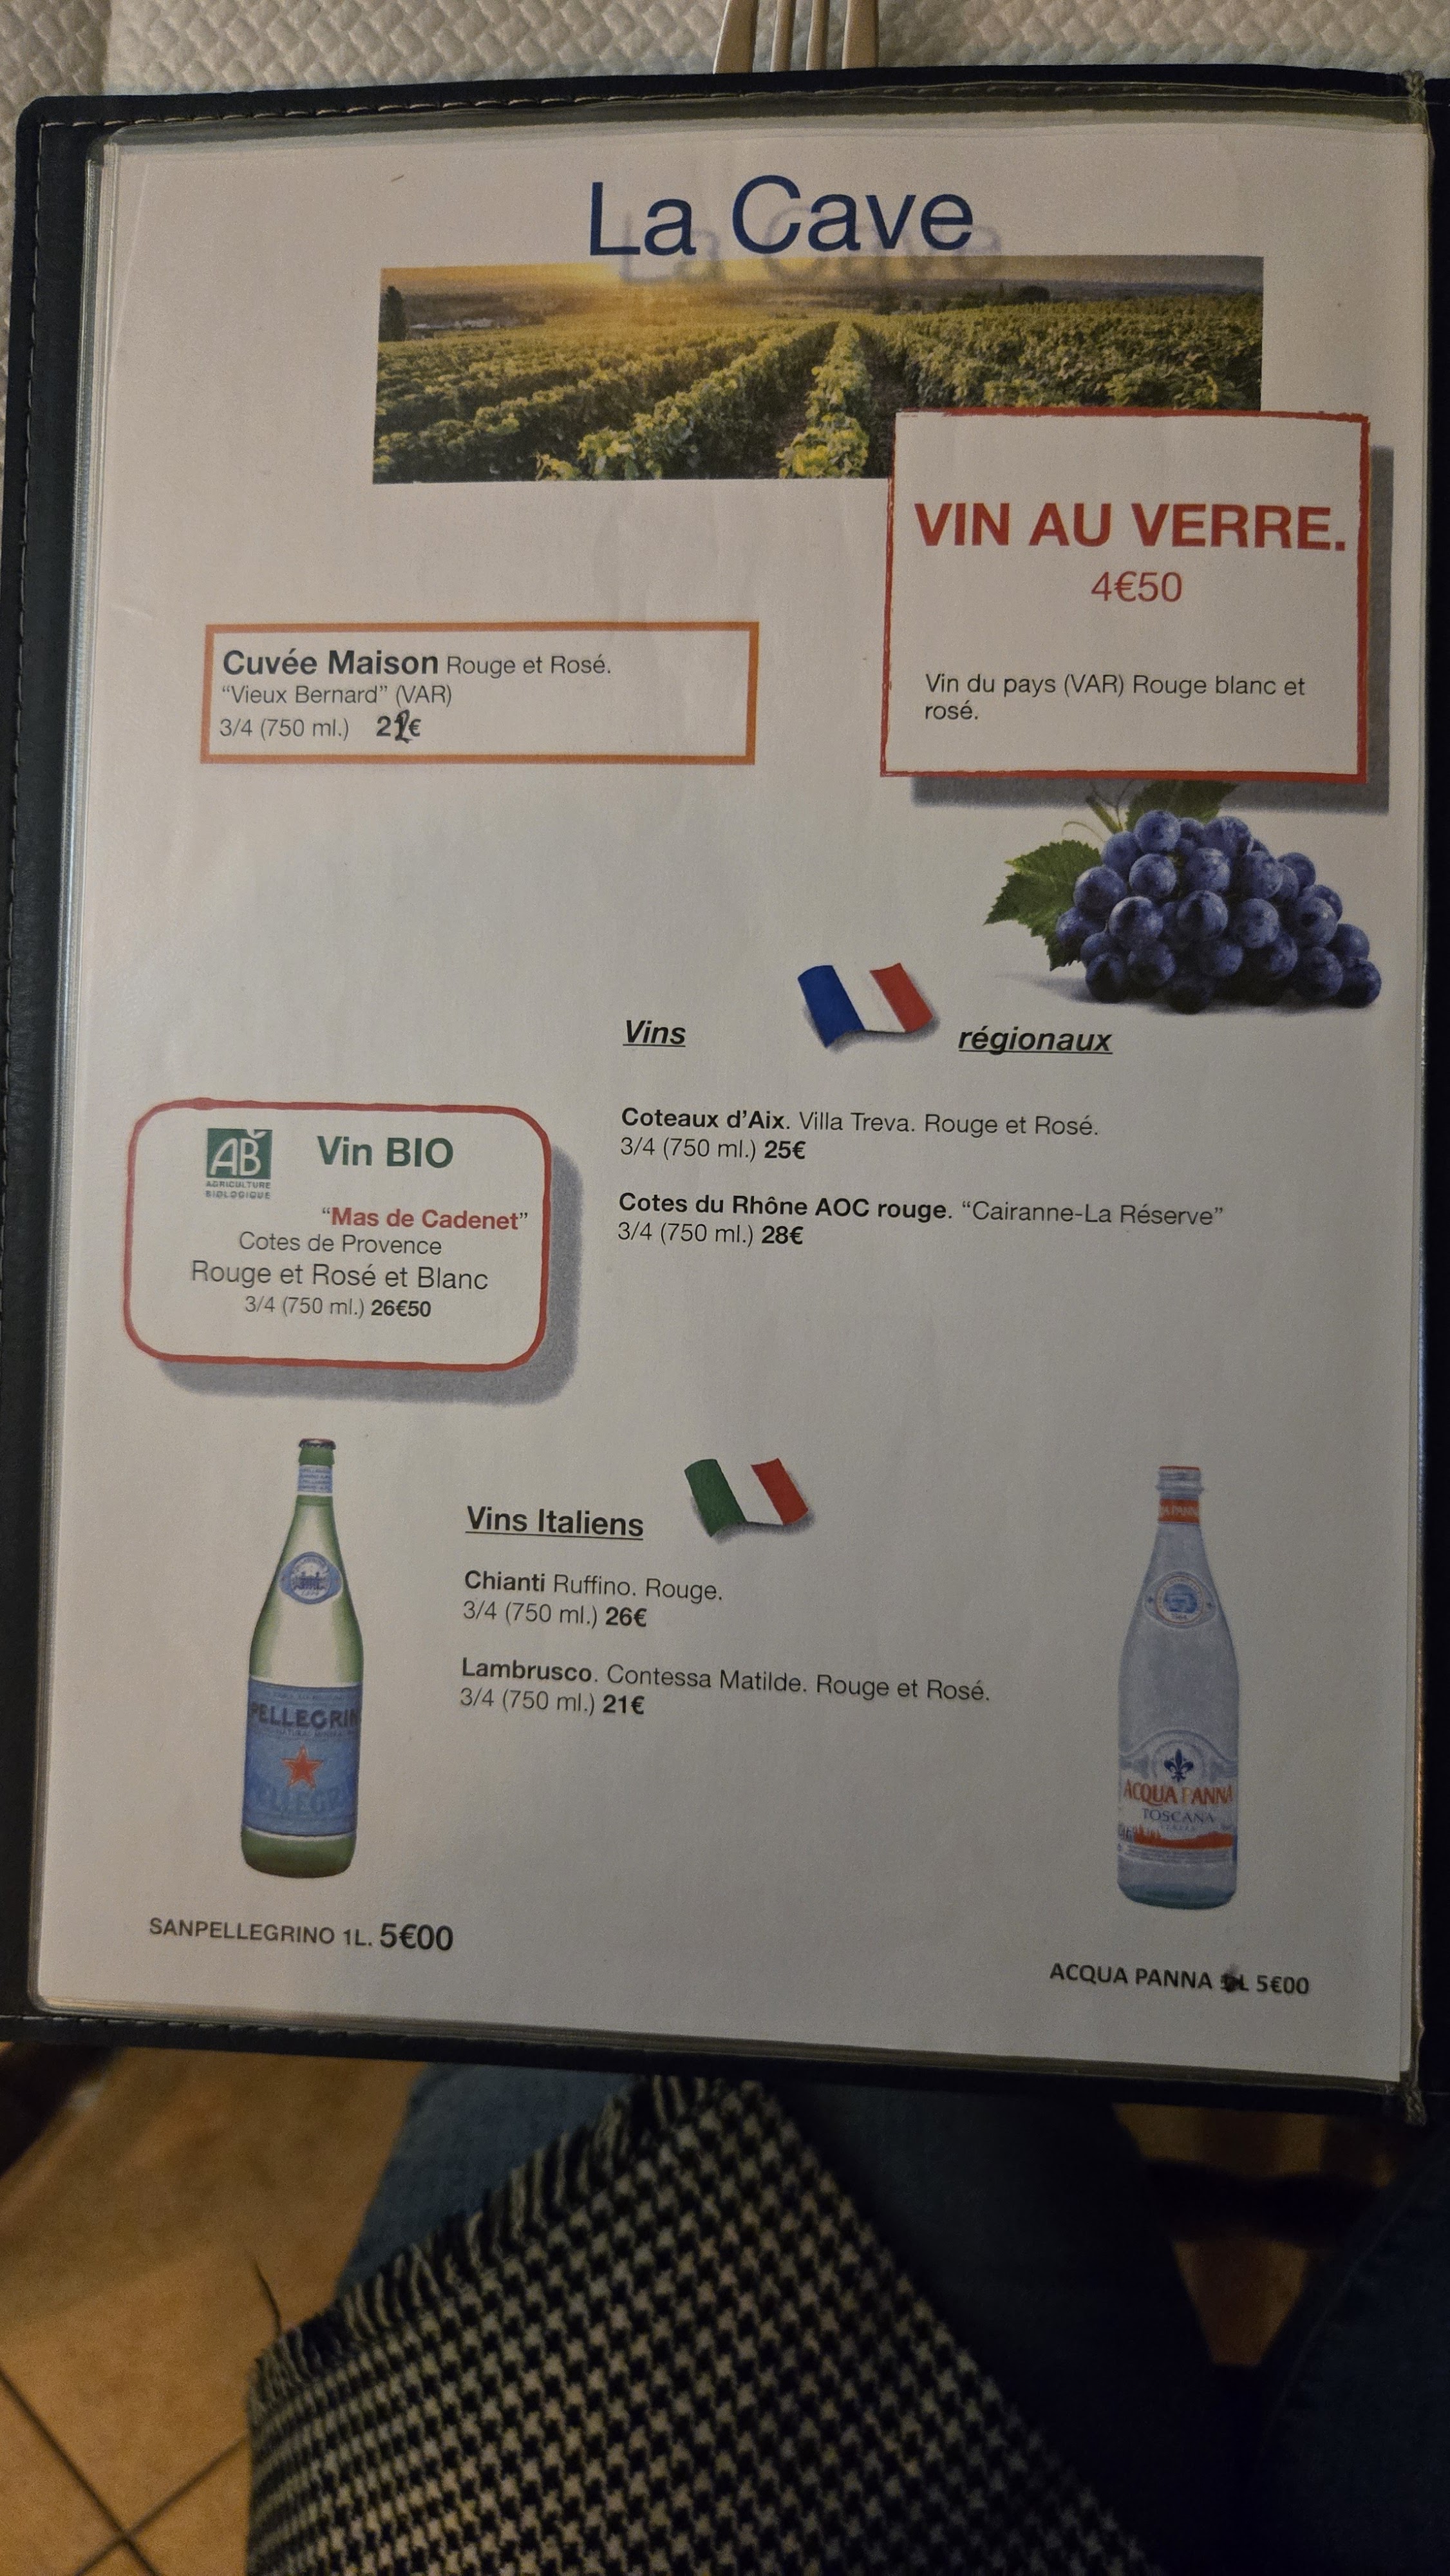 La Cave
VIN AU VERRE.
4€50
Vin du pays (VAR) Rouge blanc et
rosé.
Cuvée Maison Rouge et Rosé.
“Vieux Bernard” (VAR)
3/4 (750 ml.) 22€
Vins régionaux
Coteaux d’Aix. Villa Treva. Rouge et Rosé.
3/4 (750 ml.) 25€
Cotes du Rhône AOC rouge. “Cairanne-La Réserve”
3/4 (750 ml.) 28€
AB
AGRICULTURE
BIOLOGIQUE
Vin BIO
“Mas de Cadenet”
Cotes de Provence
Rouge et Rosé et Blanc
3/4 (750 ml.) 26€50
Vins Italiens
Chianti Ruffino. Rouge.
3/4 (750 ml.) 26€
Lambrusco. Contessa Matilde. Rouge et Rosé.
3/4 (750 ml.) 21€
PELLEGRIN
ACQUA PANNA
TOSCANA
SANPELLEGRINO 1L. 5€00
ACQUA PANNA L 5€00